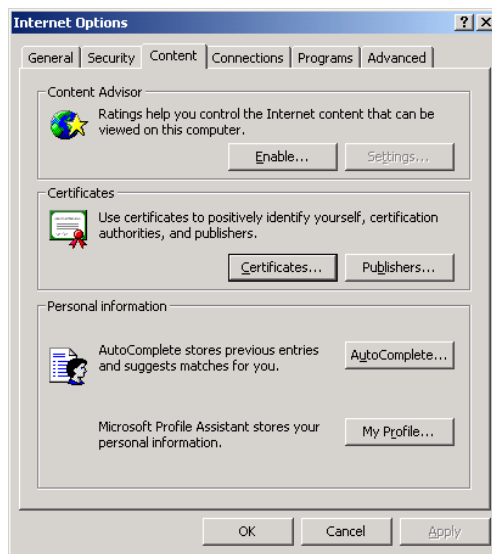 Internet Options
General Security Content Connections Programs Advanced
Content Advisor
Ratings help you control the Internet content that can be
viewed on this computer.
Enable... Settings...
Certificates
Use certificates to positively identify yourself, certification
authorities, and publishers.
Certificates... Publishers...
Personal information
AutoComplete stores previous entries
and suggests matches for you.
AutoComplete...
Microsoft Profile Assistant stores your
personal information.
My Profile...
OK Cancel Apply